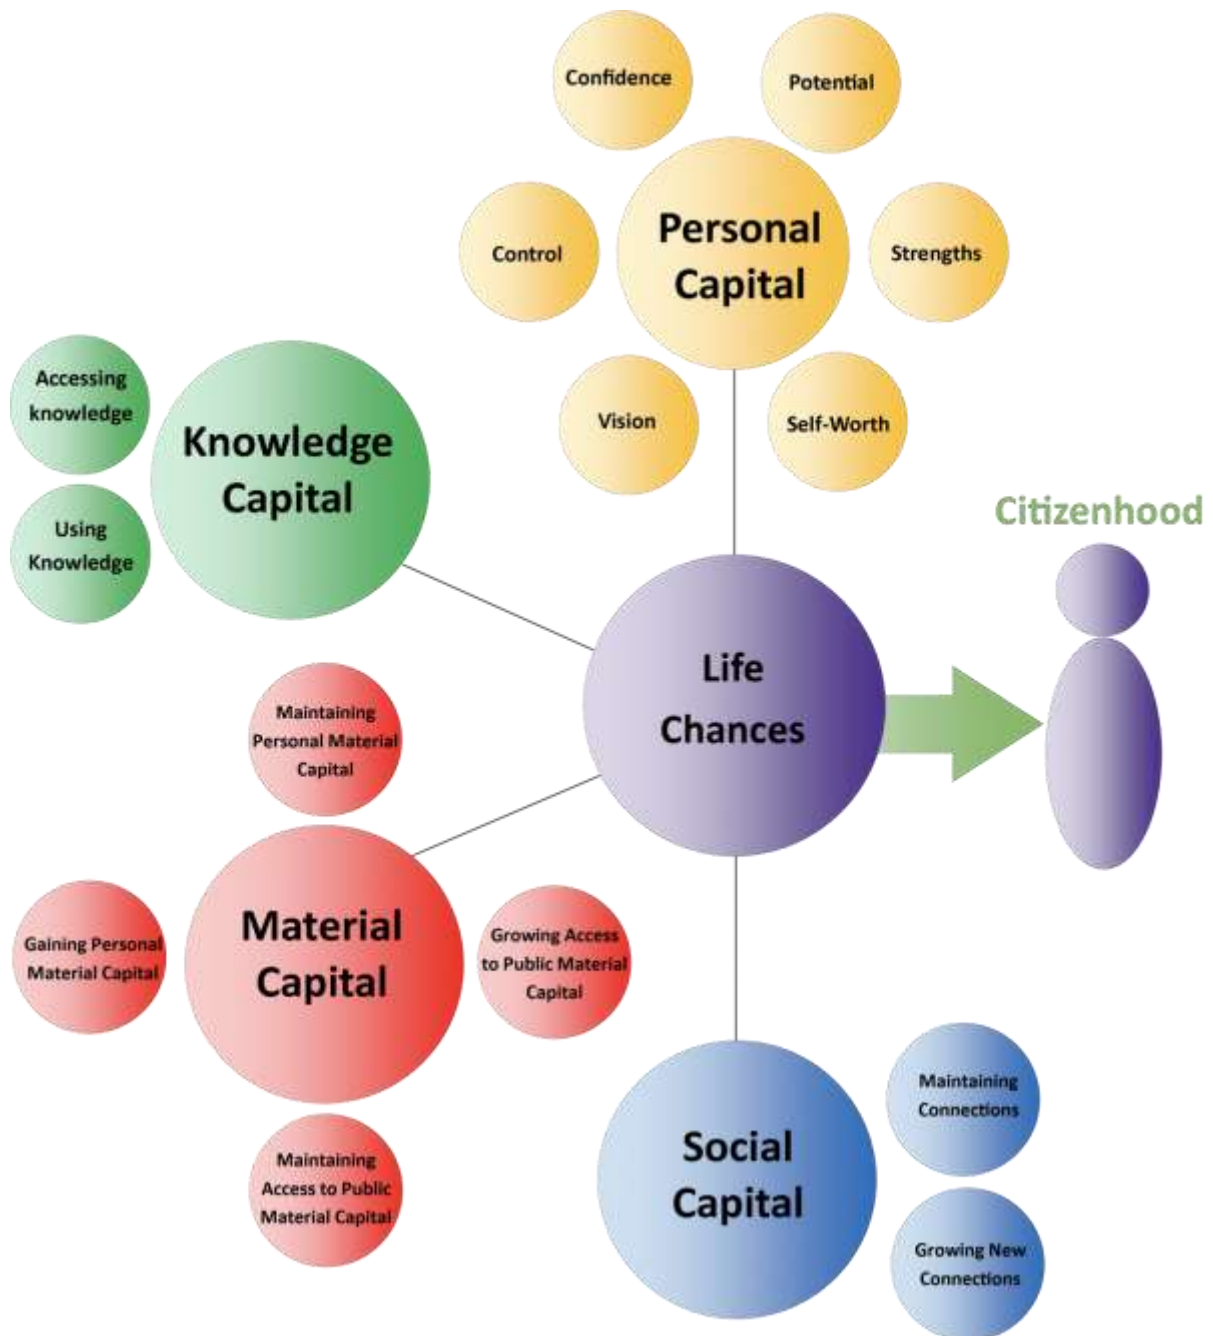 Confidence
Potential
Personal
Capital
Control
Strengths
Vision
Self-Worth
Accessing
knowledge
Knowledge
Capital
Using
Knowledge
Citizenhood
Life
Chances
Maintaining
Personal Material
Capital
Material
Capital
Gaining Personal
Material Capital
Growing Access
to Public Material
Capital
Maintaining
Access to Public
Material Capital
Social
Capital
Maintaining
Connections
Growing New
Connections